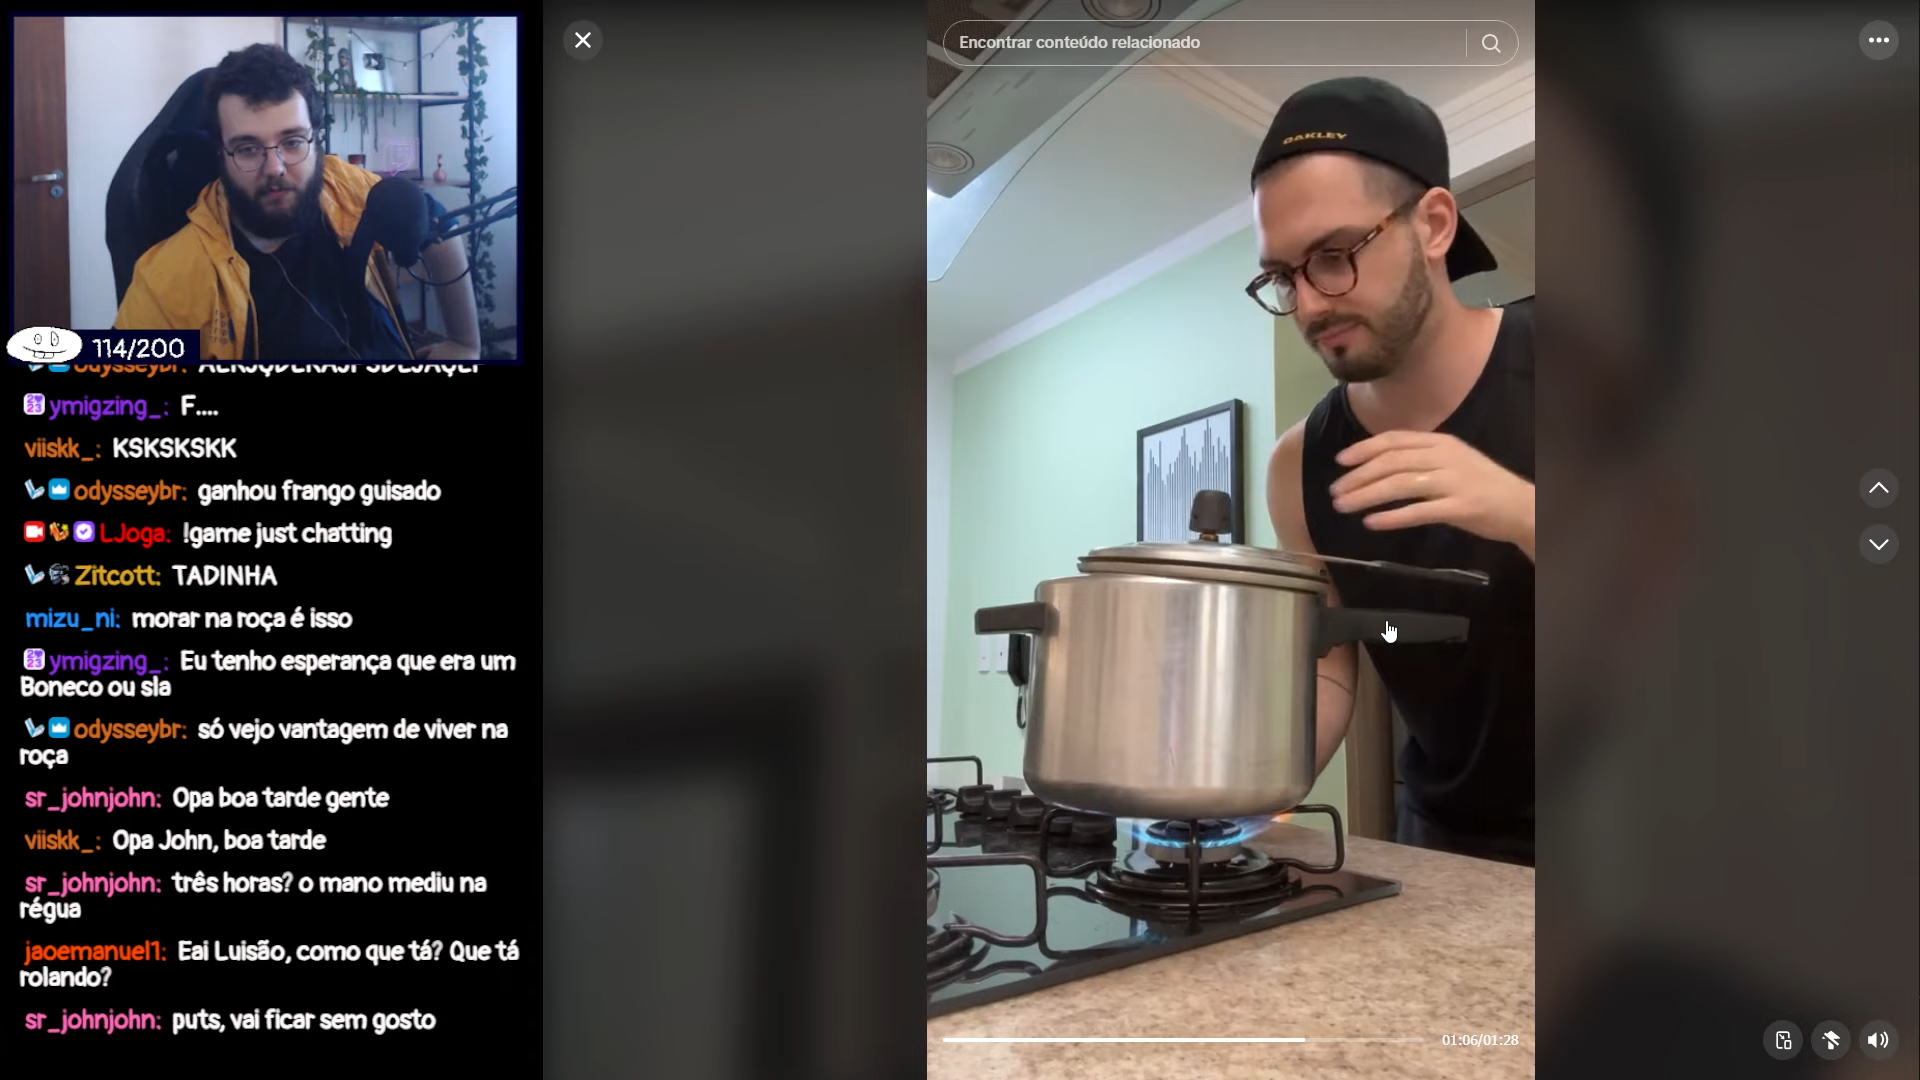 114/200
odysseybr:
ymigzing_: F....
viiskk_: KSKSKSKK
odysseybr: ganhou frango guisado
LJoga: !game just chatting
Zitcott: TADINHA
mizu_ni: morar na roça é isso
ymigzing_: Eu tenho esperança que era um
Boneco ou sla
odysseybr: só vejo vantagem de viver na
roça
sr_johnjohn: Opa boa tarde gente
viiskk_: Opa John, boa tarde
sr_johnjohn: três horas? o mano mediu na
régua
jaoemanuel1: Eai Luisão, como que tá? Que tá
rolando?
sr_johnjohn: puts, vai ficar sem gosto
Encontrar conteúdo relacionado
OAKLEY
01:06/01:28